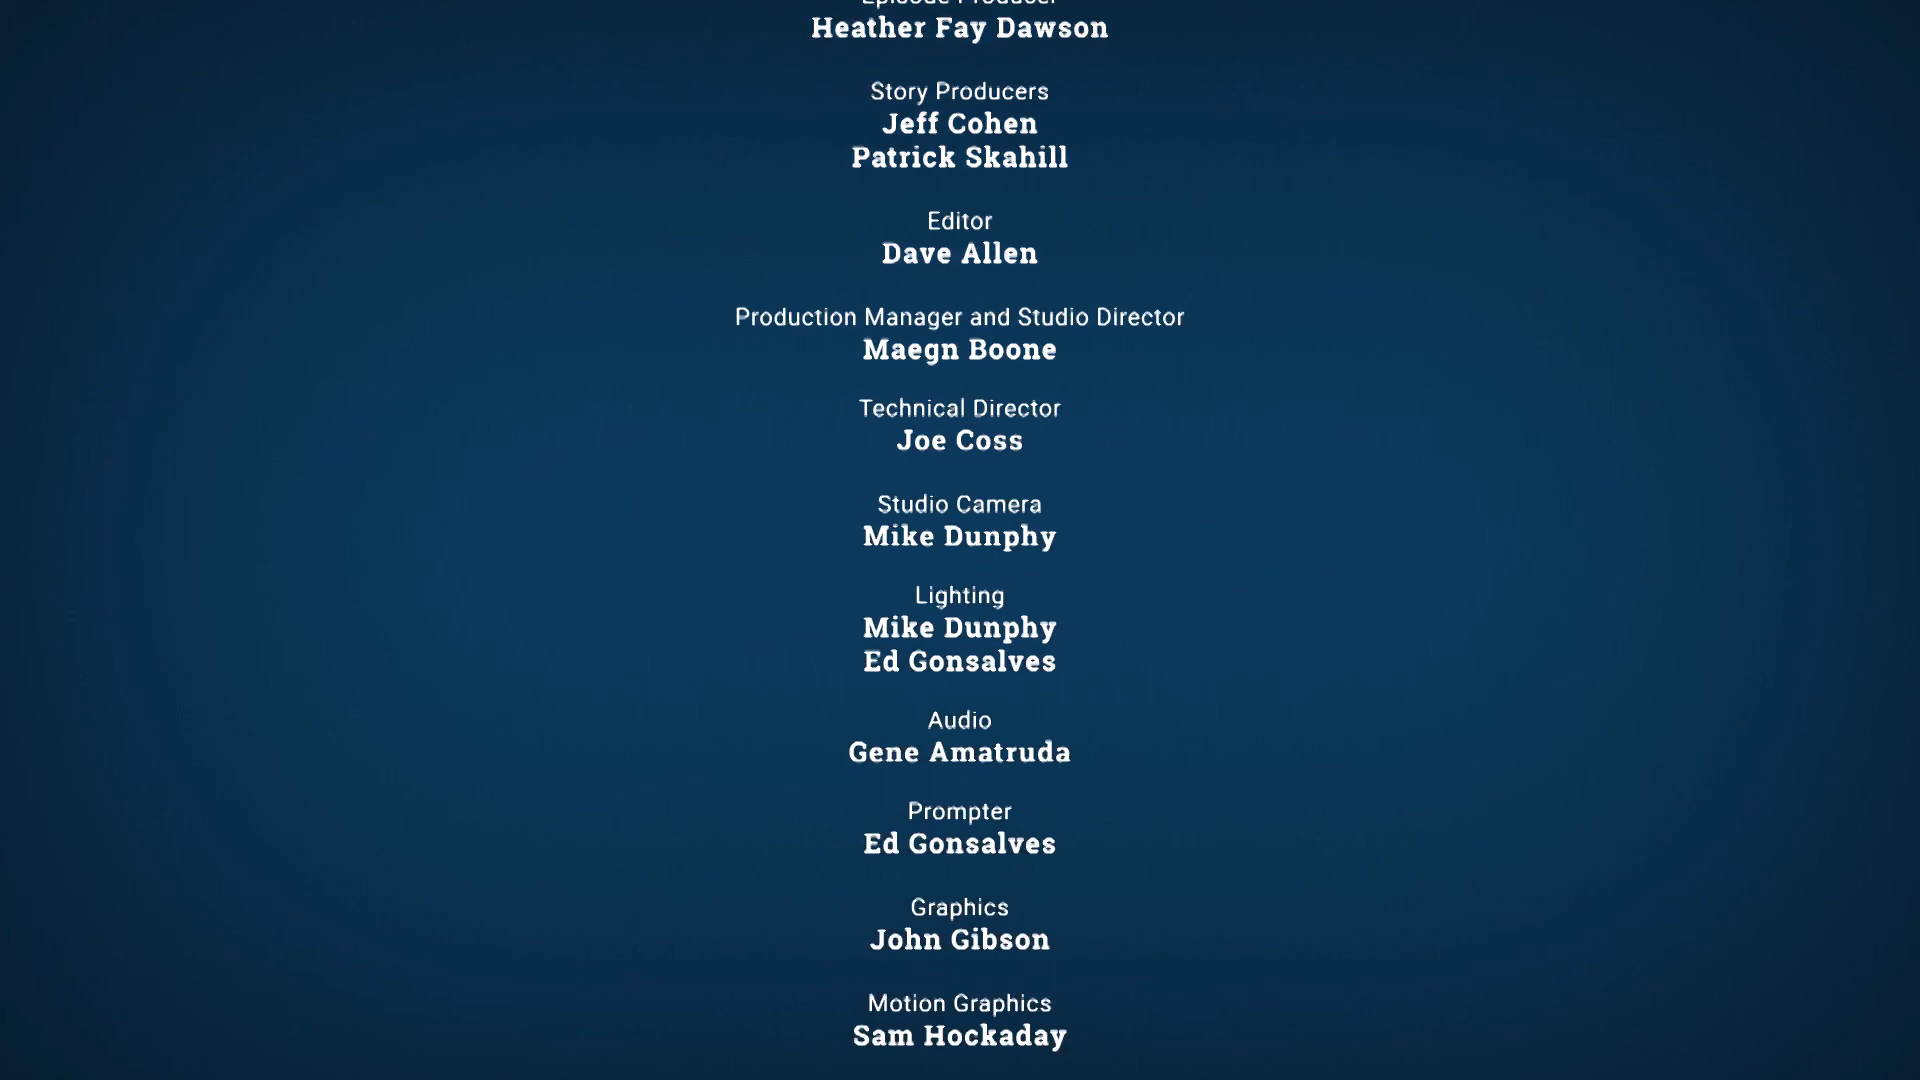 Episode Producer
Heather Fay Dawson
Story Producers
Jeff Cohen
Patrick Skahill
Editor
Dave Allen
Production Manager and Studio Director
Maegn Boone
Technical Director
Joe Coss
Studio Camera
Mike Dunphy
Lighting
Mike Dunphy
Ed Gonsalves
Audio
Gene Amatruda
Prompter
Ed Gonsalves
Graphics
John Gibson
Motion Graphics
Sam Hockaday